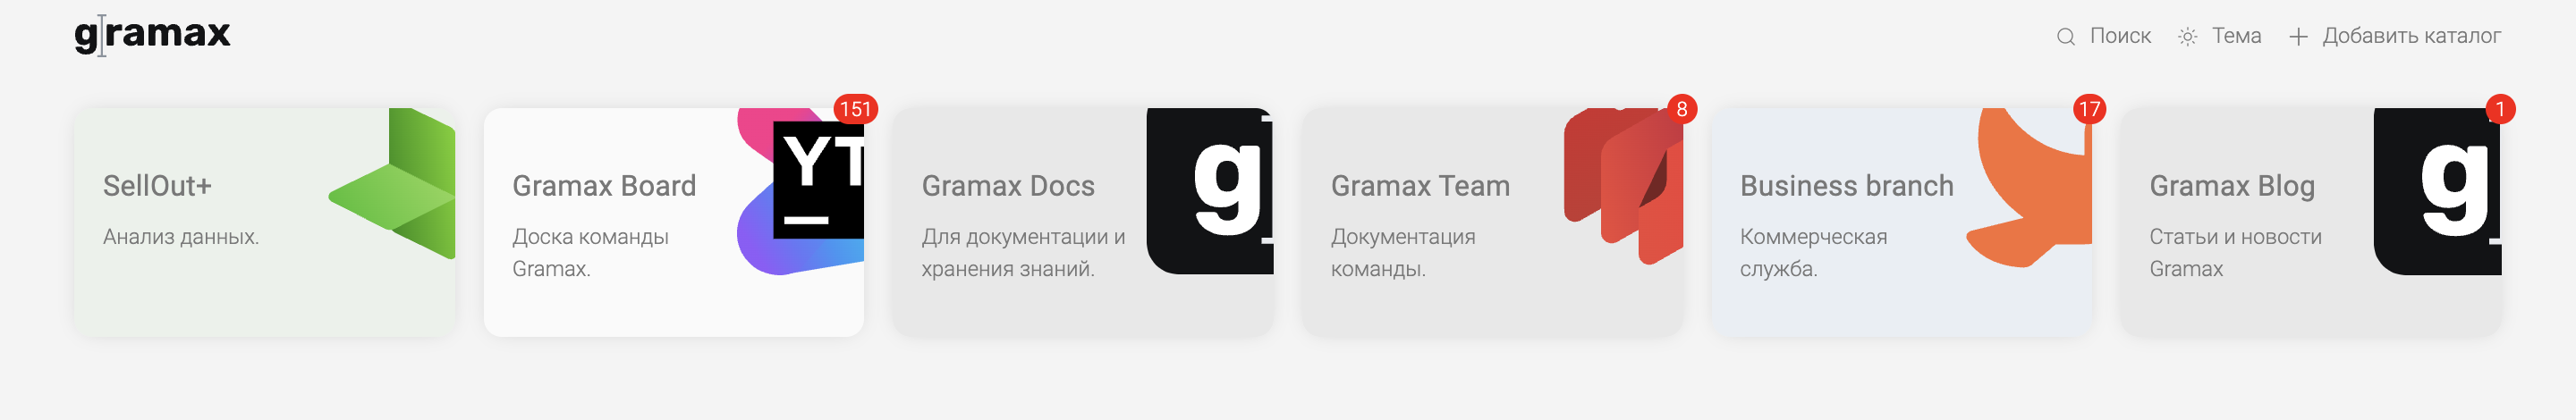 gramax
Поиск
Тема
Добавить каталог
SellOut+
Анализ данных.
151
YT
Gramax Board
Доска команды
Gramax.
g
Gramax Docs
Для документации и
хранения знаний.
8
Gramax Team
Документация
команды.
17
Business branch
Коммерческая
служба.
1
g
Gramax Blog
Статьи и новости
Gramax